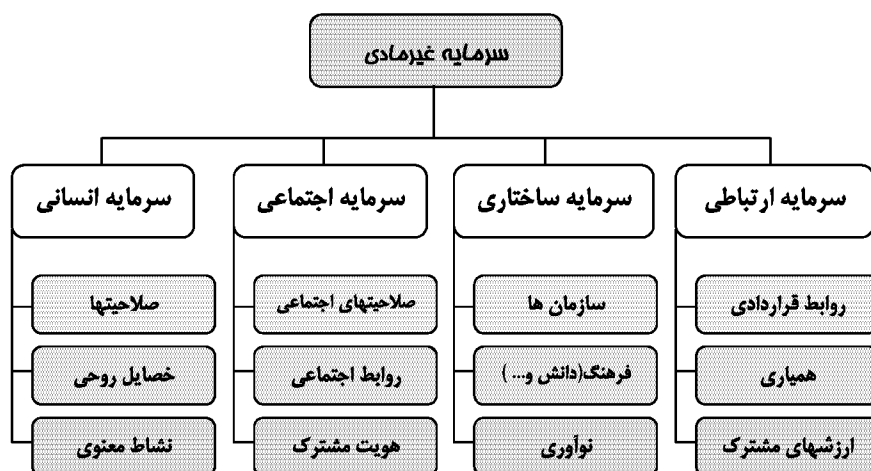 سرمایه غیرمادی
سرمایه ارتباطی
سرمایه ساختاری
سرمایه اجتماعی
سرمایه انسانی
روابط قراردادی
سازمان ها
صلاحیتهای اجتماعی
صلاحیتها
همیاری
فرهنگ(دانش و... )
روابط اجتماعی
خصایل روحی
ارزشهای مشترک
نوآوری
هویت مشترک
نشاط معنوی